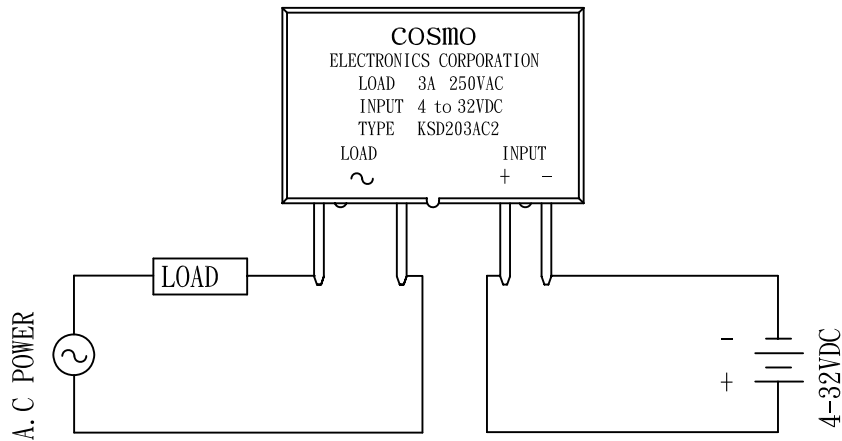 COSMO
ELECTRONICS CORPORATION
LOAD 3A 250VAC
INPUT 4 to 32VDC
TYPE KSD203AC2
LOAD INPUT
~ + -
LOAD
A.C POWER
-
+
4-32VDC